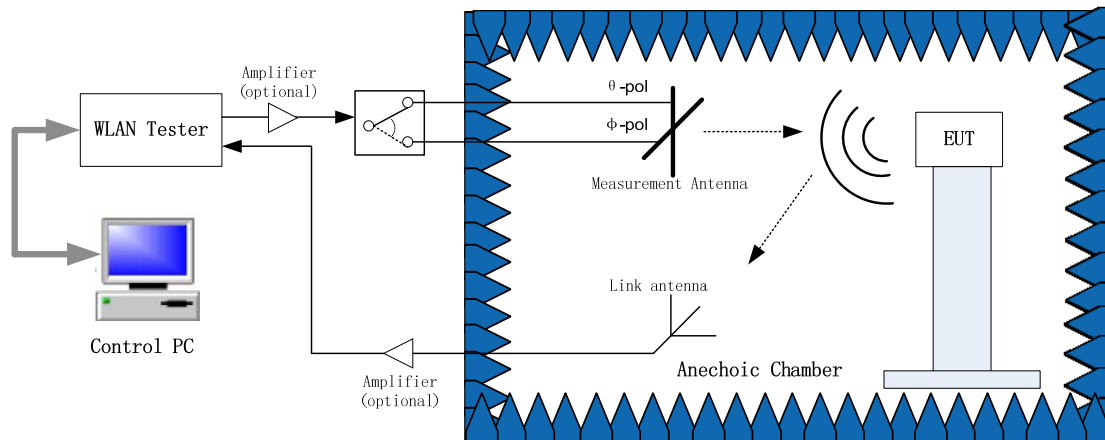 Amplifier
(optional)
WLAN Tester
θ-pol
Φ-pol
EUT
Measurement Antenna
Link antenna
Control PC
Amplifier
(optional)
Anechoic Chamber